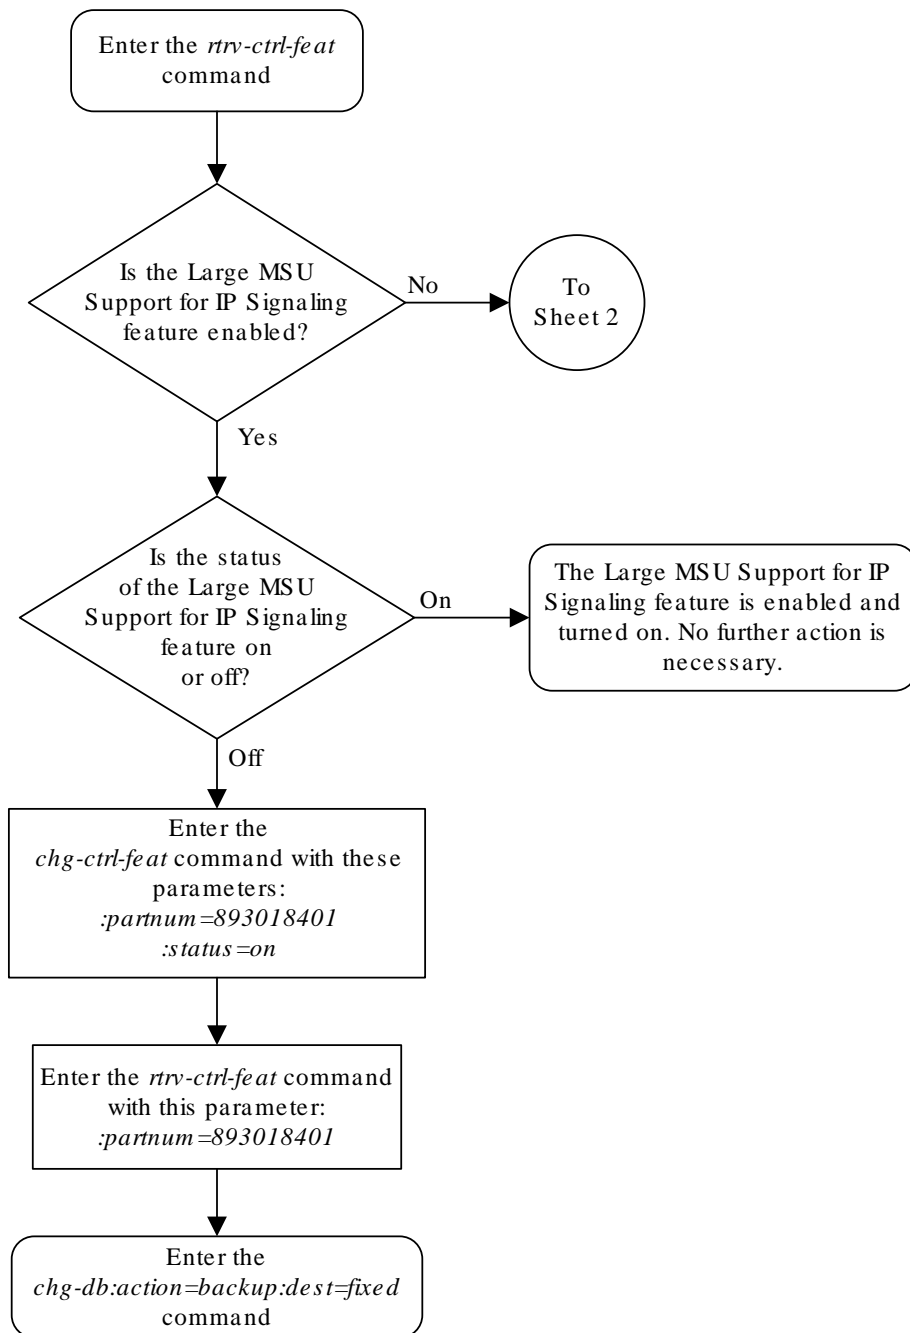 Enter the rtrv-ctrl-feat
command
Is the Large MSU
Support for IP Signaling
feature enabled?
No
To
Sheet 2
Yes
Is the status
of the Large MSU
Support for IP Signaling
feature on
or off?
On
The Large MSU Support for IP
Signaling feature is enabled and
turned on. No further action is
necessary.
Off
Enter the
chg-ctrl-feat command with these
parameters:
:partnum=893018401
:status=on
Enter the rtrv-ctrl-feat command
with this parameter:
:partnum=893018401
Enter the
chg-db:action=backup:dest=fixed
command